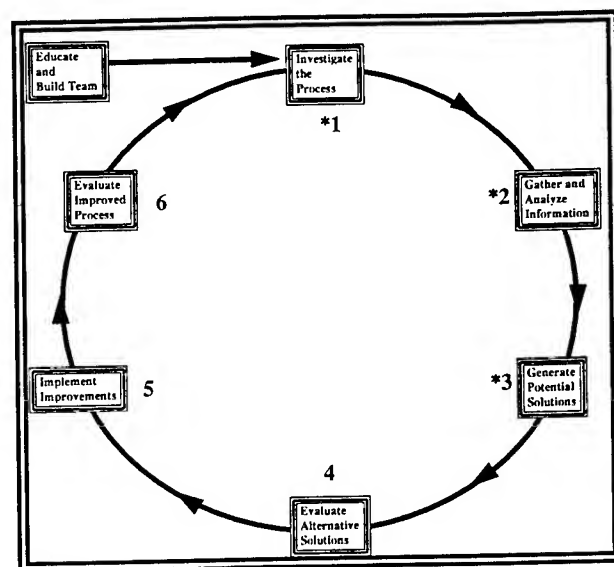 Educate
and
Build Team
Investigate
the
Process
*1
Gather and
Analyze
Information
*2
Generate
Potential
Solutions
*3
4
Evaluate
Alternative
Solutions
Implement
Improvements
5
Evaluate
Improved
Process
6